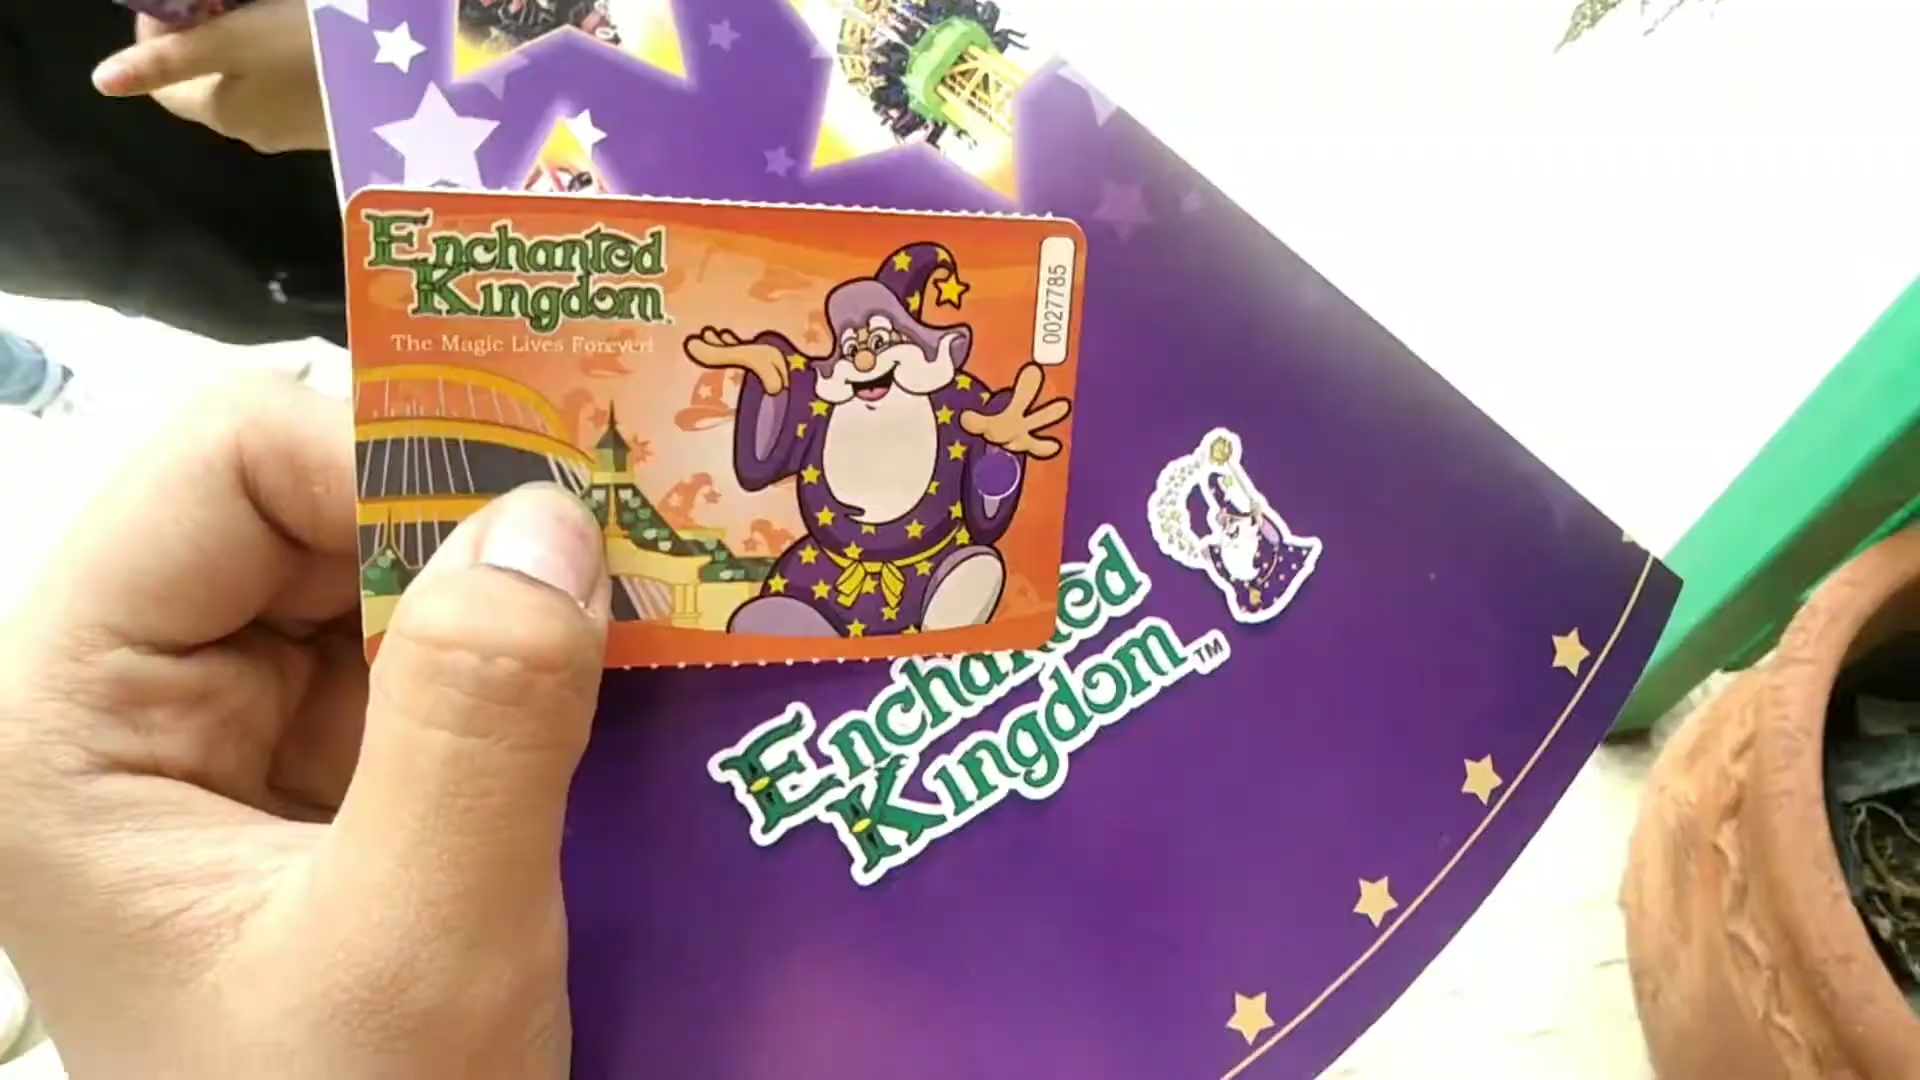 Enchanted
Kingdom
The Magic Lives Forever!
0027785
Enchanted
Kingdom™